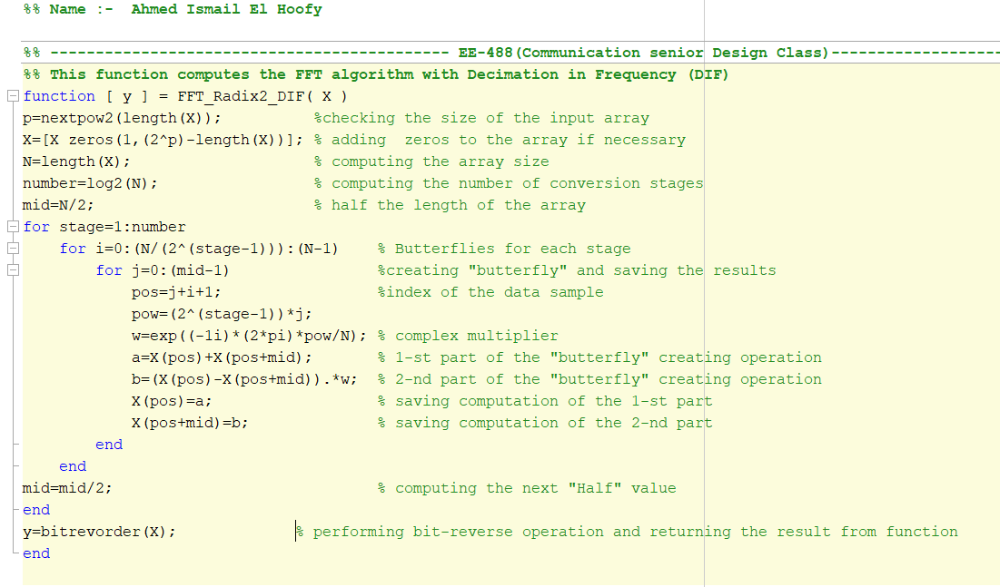 %% Name :-  Ahmed Ismail El Hoofy
%% -------------------------------------------- EE-488(Communication senior Design Class)-------------------
%% This function computes the FFT algorithm with Decimation in Frequency (DIF)
function [ y ] = FFT_Radix2_DIF( X )
p=nextpow2(length(X));          %checking the size of the input array
X=[X zeros(1,(2^p)-length(X))]; % adding  zeros to the array if necessary
N=length(X);                    % computing the array size
number=log2(N);                 % computing the number of conversion stages
mid=N/2;                        % half the length of the array
for stage=1:number
    for i=0:(N/(2^(stage-1))):(N-1)    % Butterflies for each stage
        for j=0:(mid-1)                %creating "butterfly" and saving the results
            pos=j+i+1;                 %index of the data sample
            pow=(2^(stage-1))*j;
            w=exp((-1i)*(2*pi)*pow/N); % complex multiplier
            a=X(pos)+X(pos+mid);       % 1-st part of the "butterfly" creating operation
            b=(X(pos)-X(pos+mid)).*w;  % 2-nd part of the "butterfly" creating operation
            X(pos)=a;                  % saving computation of the 1-st part
            X(pos+mid)=b;              % saving computation of the 2-nd part
        end
    end
mid=mid/2;                             % computing the next "Half" value
end
y=bitrevorder(X);             % performing bit-reverse operation and returning the result from function
end